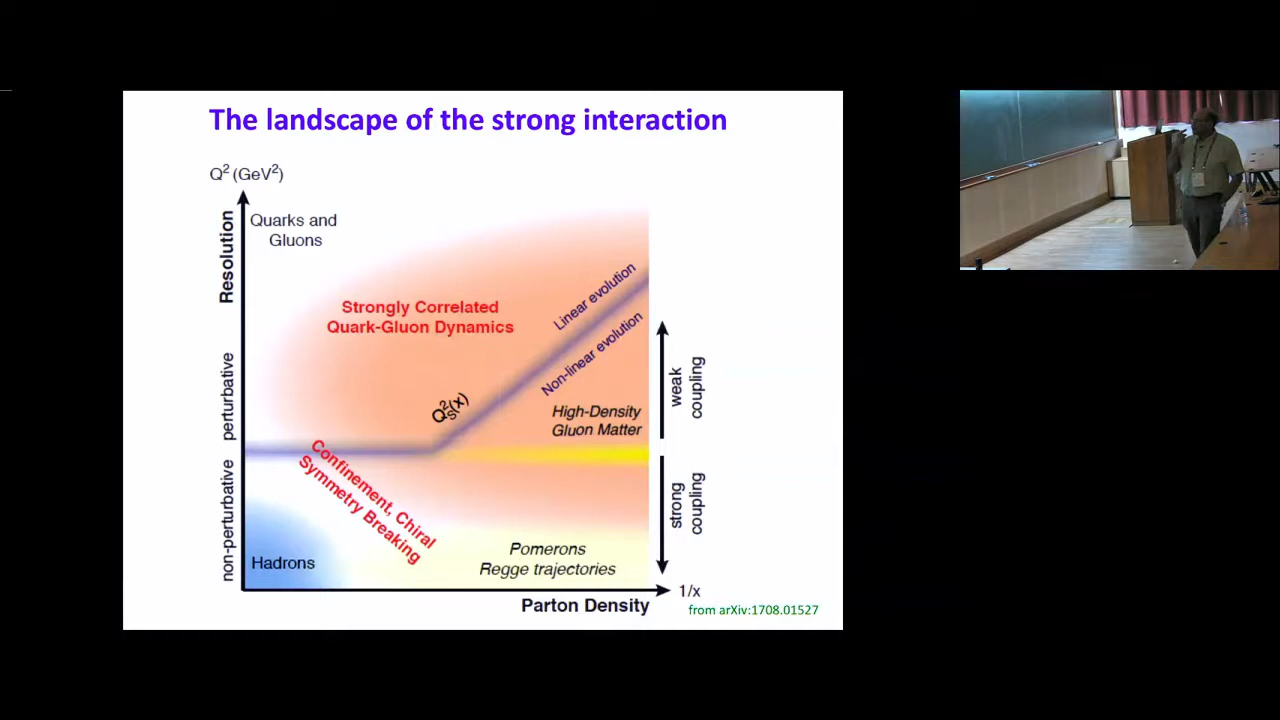 The landscape of the strong interaction
Q² (GeV²)
Resolution
Quarks and
Gluons
Strongly Correlated
Quark-Gluon Dynamics
Linear evolution
Non-linear evolution
Q²S(x)
High-Density
Gluon Matter
perturbative
non-perturbative
weak
coupling
strong
coupling
Confinement, Chiral
Symmetry Breaking
Hadrons
Pomerons
Regge trajectories
1/x
Parton Density
from arXiv:1708.01527